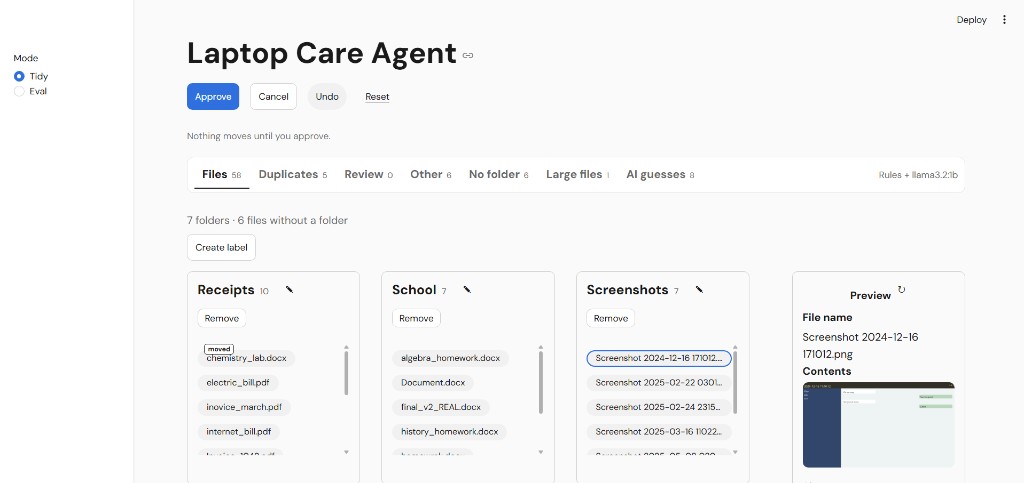 Deploy
Mode
Tidy
Eval
Laptop Care Agent
Approve Cancel Undo Reset
Nothing moves until you approve.
Files 58 Duplicates 5 Review 0 Other 6 No folder 6 Large files 1 AI guesses 8 Rules + llama3.2:1b
7 folders · 6 files without a folder
Create label
Receipts 10
Remove
moved
chemistry_lab.docx
electric_bill.pdf
inovice_march.pdf
internet_bill.pdf
School 7
Remove
algebra_homework.docx
Document.docx
final_v2_REAL.docx
history_homework.docx
Screenshots 7
Remove
Screenshot 2024-12-16 171012....
Screenshot 2025-02-22 0301...
Screenshot 2025-02-24 2315...
Screenshot 2025-03-16 11022...
Preview
File name
Screenshot 2024-12-16
171012.png
Contents